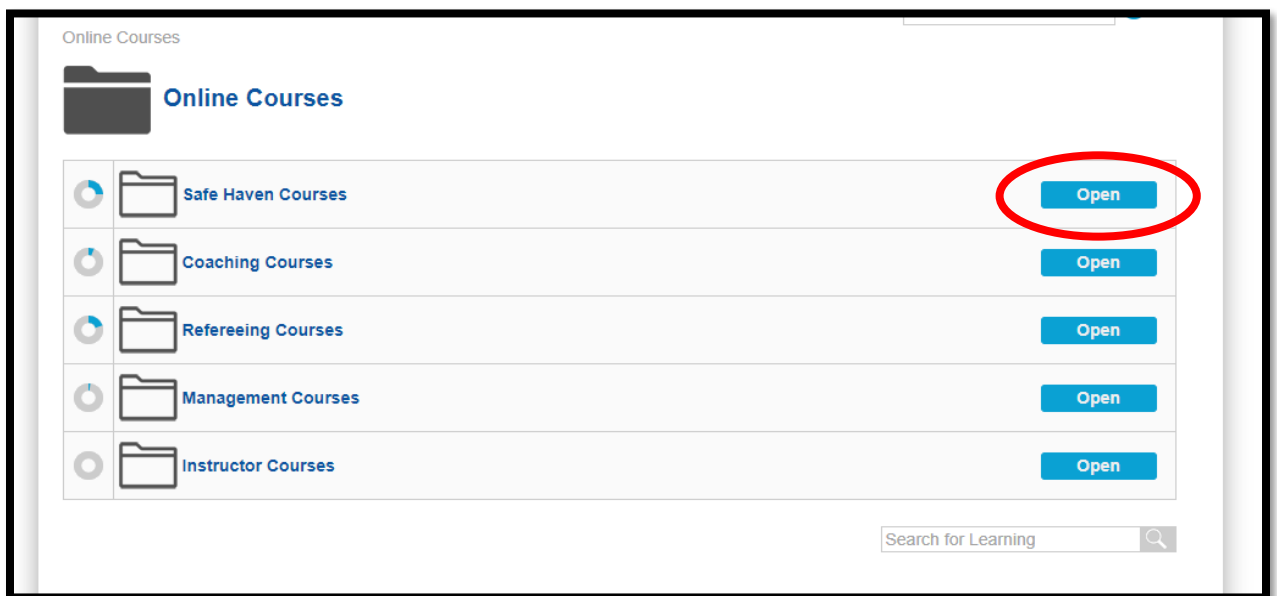 Online Courses
Online Courses
Safe Haven Courses
Open
Coaching Courses
Open
Refereeing Courses
Open
Management Courses
Open
Instructor Courses
Open
Search for Learning